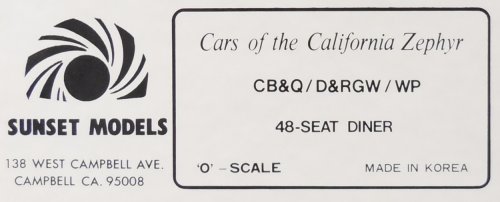 SUNSET MODELS
138 WEST CAMPBELL AVE.
CAMPBELL CA. 95008
Cars of the California Zephyr
CB&Q/D&RGW/WP
48-SEAT DINER
'O' - SCALE
MADE IN KOREA